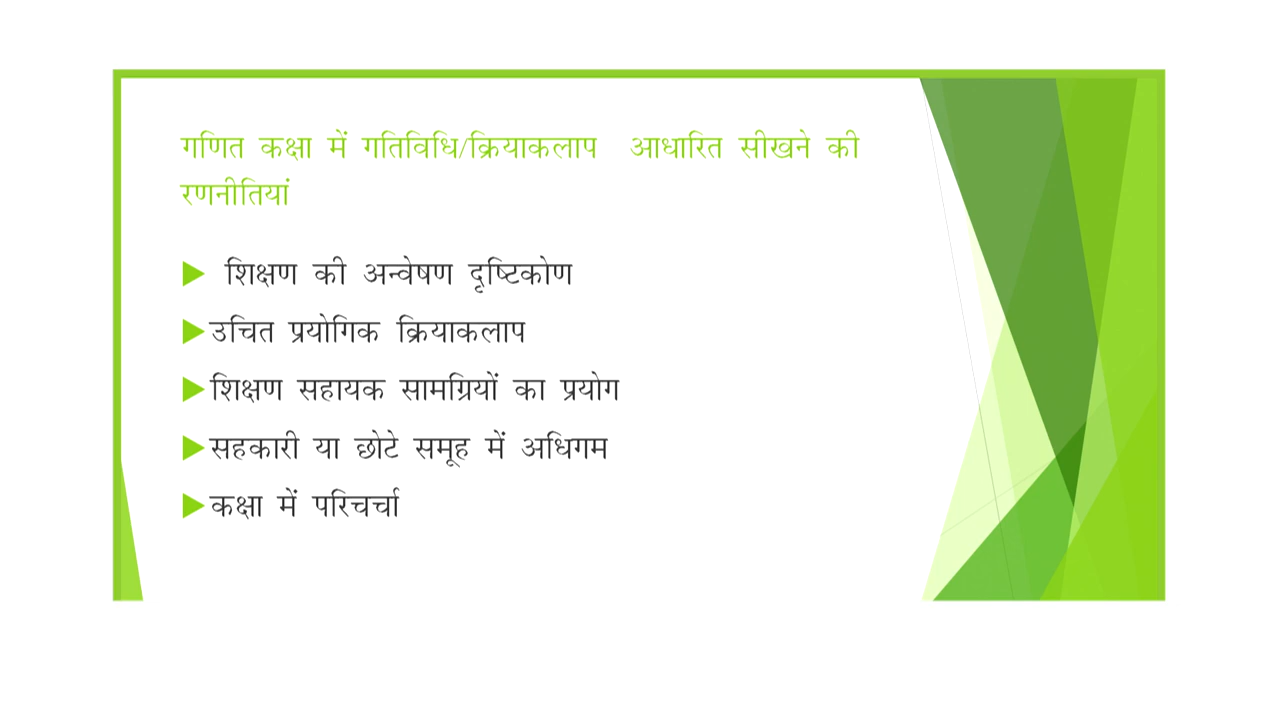 गणित कक्षा में गतिविधि/क्रियाकलाप आधारित सीखने की
रणनीतियां
शिक्षण की अन्वेषण दृष्टिकोण
उचित प्रयोगिक क्रियाकलाप
शिक्षण सहायक सामग्रियों का प्रयोग
सहकारी या छोटे समूह में अधिगम
कक्षा में परिचर्चा